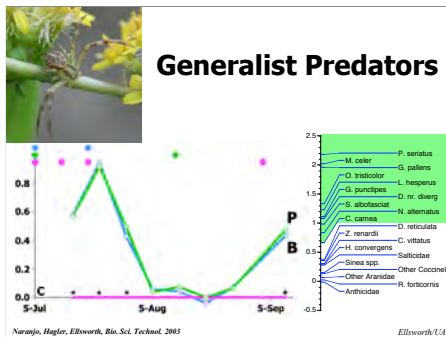 Generalist Predators
0.8
0.6
0.4
0.2
0.0
C
P
B
5-Jul
5-Aug
5-Sep
* * * *
2.5
2
1.5
1
0.5
0
-0.5
P. seriatus
M. celer
G. pallens
O. tristicolor
L. hesperus
G. punctipes
D. nr. diverg
S. albofasciat
N. alternatus
C. carnea
D. reticulata
Z. renardii
C. vittatus
H. convergens
Salticidae
Sinea spp.
Other Coccinel
Other Araneidae
R. forticornis
Anthicidae
Naranjo, Hagler, Ellsworth, Bio. Sci. Technol. 2003
Ellsworth/UA